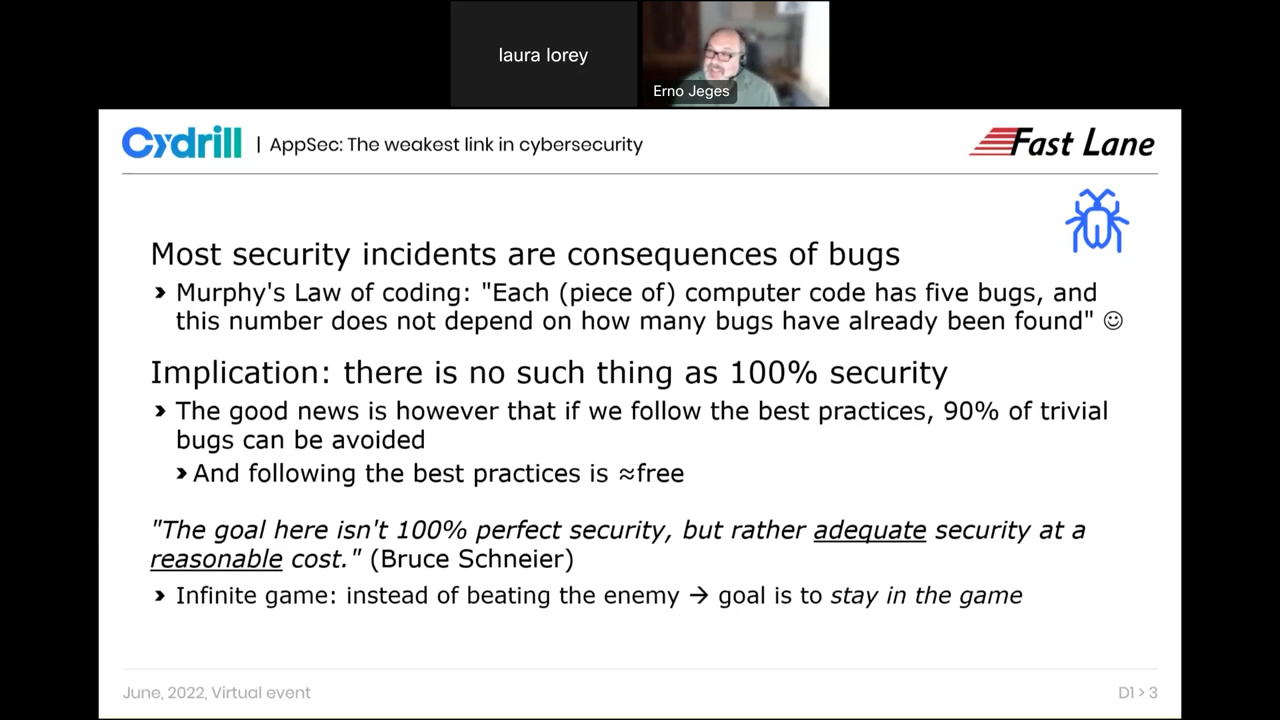 laura lorey
Erno Jeges
Cydrill | AppSec: The weakest link in cybersecurity
Fast Lane
Most security incidents are consequences of bugs
Murphy's Law of coding: "Each (piece of) computer code has five bugs, and
this number does not depend on how many bugs have already been found" ☺
Implication: there is no such thing as 100% security
The good news is however that if we follow the best practices, 90% of trivial
bugs can be avoided
And following the best practices is ≈free
"The goal here isn't 100% perfect security, but rather adequate security at a
reasonable cost." (Bruce Schneier)
Infinite game: instead of beating the enemy → goal is to stay in the game
June, 2022, Virtual event
D1 > 3